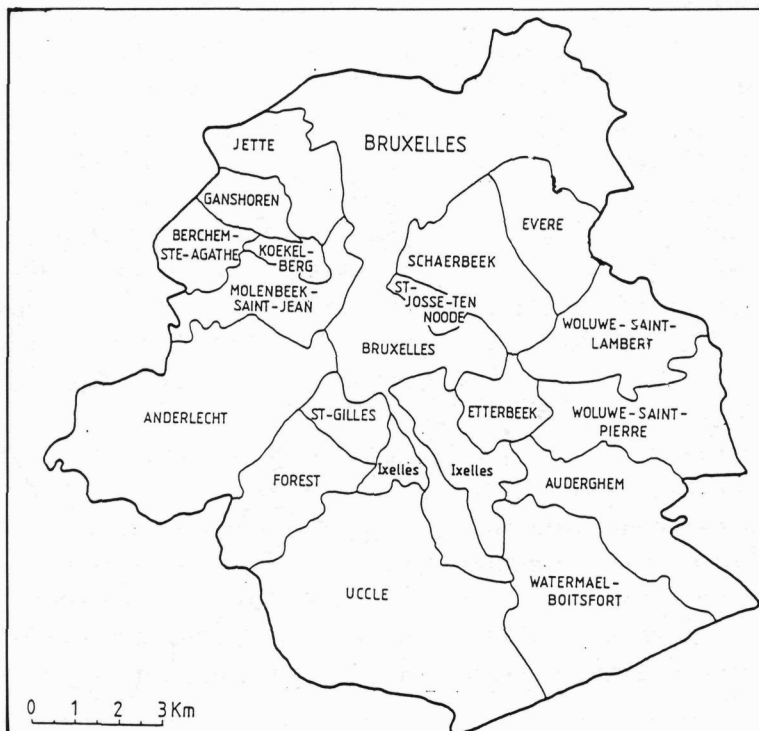 BRUXELLES
JETTE
GANSHOREN
EVERE
BERCHEM-
STE-AGATHE
KOEKEL-
BERG
SCHAERBEEK
ST-
JOSSE-TEN
NOODE
MOLENBEEK-
SAINT-JEAN
WOLUWE-SAINT-
LAMBERT
BRUXELLES
ANDERLECHT
ST-GILLES
ETTERBEEK
WOLUWE-SAINT-
PIERRE
FOREST
Ixelles
Ixelles
AUDERGHEM
UCCLE
WATERMAEL-
BOITSFORT
0 1 2 3 Km